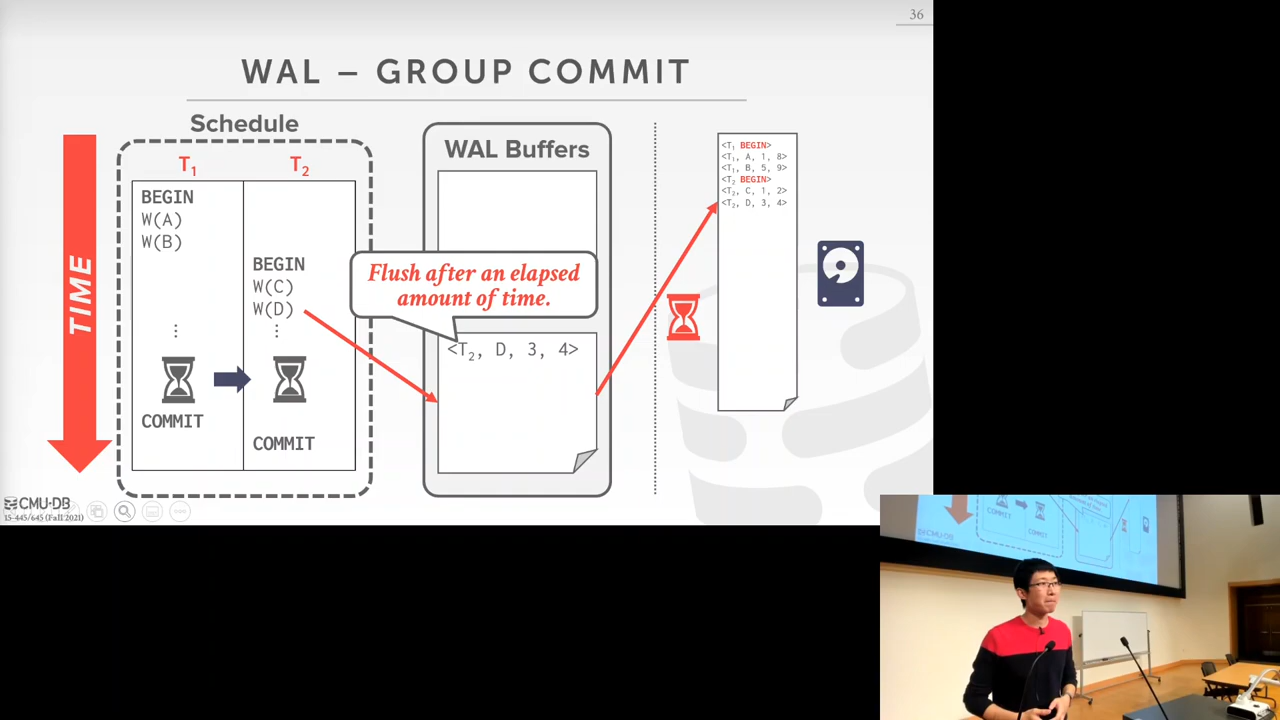 36
WAL – GROUP COMMIT
Schedule
T1 T2
BEGIN
W(A)
W(B)
BEGIN
W(C)
W(D)
⋮ ⋮
COMMIT
COMMIT
TIME
WAL Buffers
Flush after an elapsed
amount of time.
<T2, D, 3, 4>
<T1 BEGIN>
<T1, A, 1, 8>
<T1, B, 5, 9>
<T2 BEGIN>
<T2, C, 1, 2>
<T2, D, 3, 4>
CMU·DB
15-445/645 (Fall 2021)
COMMIT
COMMIT